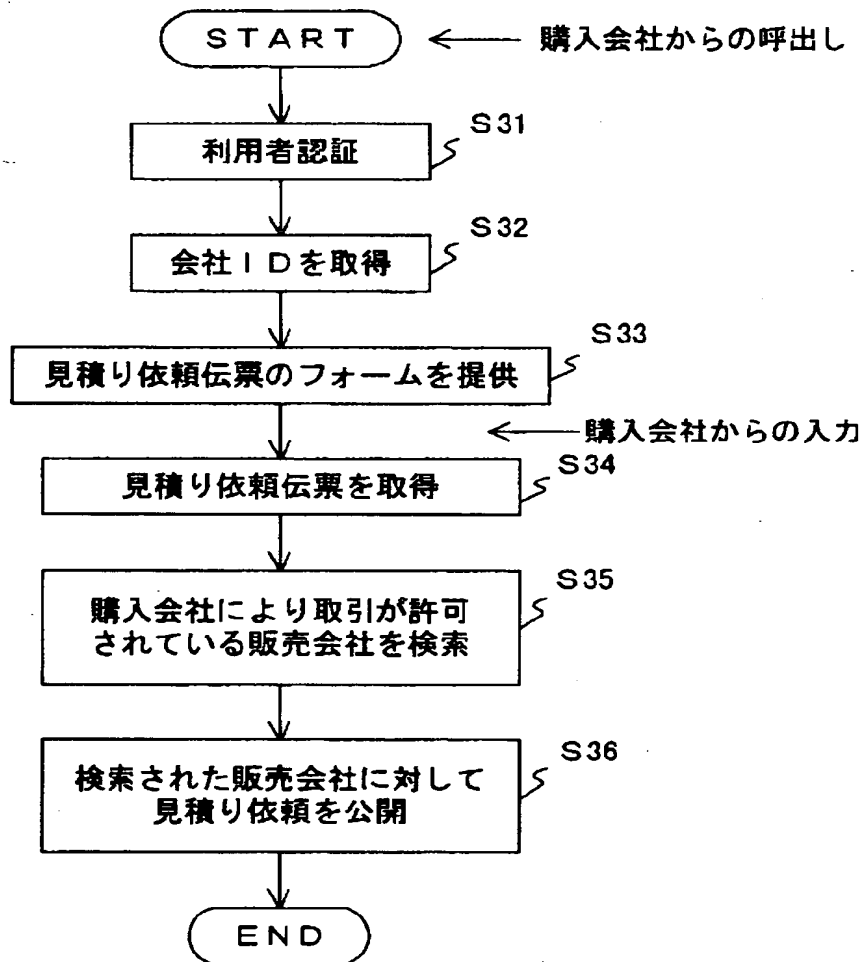 START
購入会社からの呼出し
S31
利用者認証
S32
会社IDを取得
S33
見積り依頼伝票のフォームを提供
購入会社からの入力
S34
見積り依頼伝票を取得
S35
購入会社により取引が許可
されている販売会社を検索
S36
検索された販売会社に対して
見積り依頼を公開
END